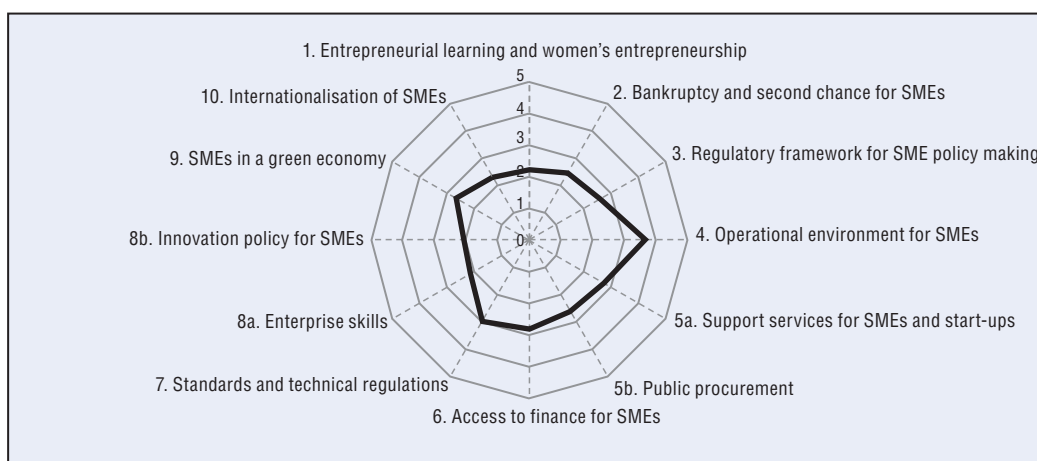 1. Entrepreneurial learning and women’s entrepreneurship
5
10. Internationalisation of SMEs
2. Bankruptcy and second chance for SMEs
4
3
9. SMEs in a green economy
3. Regulatory framework for SME policy making
2
1
8b. Innovation policy for SMEs
0
4. Operational environment for SMEs
8a. Enterprise skills
5a. Support services for SMEs and start-ups
7. Standards and technical regulations
5b. Public procurement
6. Access to finance for SMEs